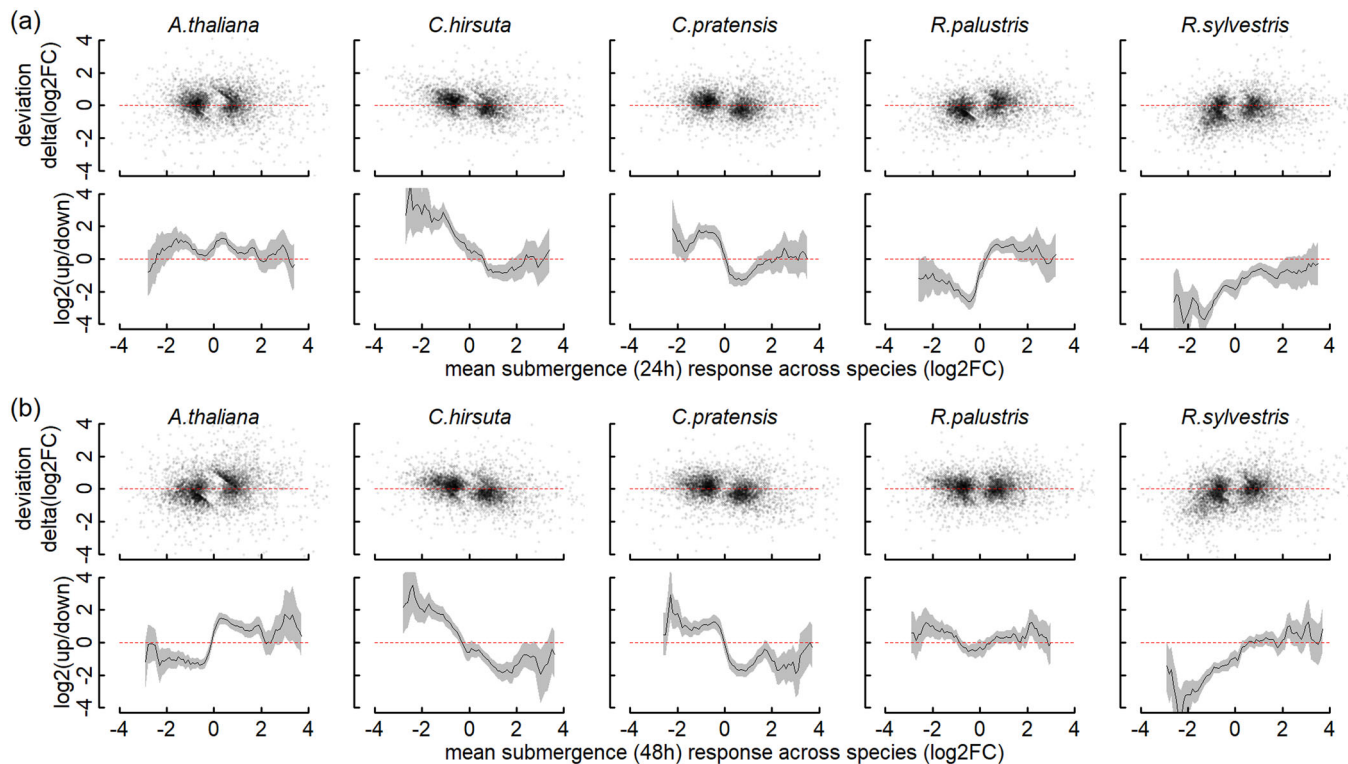 (a)
A.thaliana C.hirsuta C.pratensis R.palustris R.sylvestris
deviation
delta(log2FC)
4
2
0
-2
-4
log2(up/down)
4
2
0
-2
-4
-4 -2 0 2 4 -4 -2 0 2 4 -4 -2 0 2 4 -4 -2 0 2 4 -4 -2 0 2 4
mean submergence (24h) response across species (log2FC)
(b)
A.thaliana C.hirsuta C.pratensis R.palustris R.sylvestris
deviation
delta(log2FC)
4
2
0
-2
-4
log2(up/down)
4
2
0
-2
-4
-4 -2 0 2 4 -4 -2 0 2 4 -4 -2 0 2 4 -4 -2 0 2 4 -4 -2 0 2 4
mean submergence (48h) response across species (log2FC)